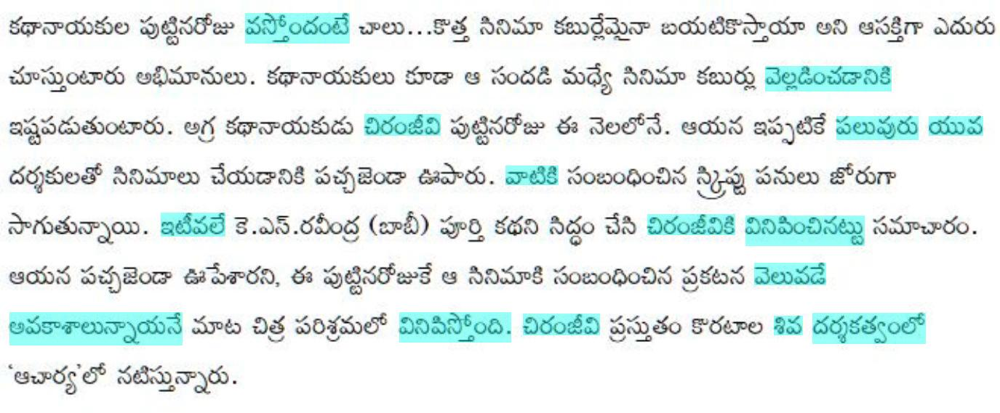 కథానాయకుల పుట్టినరోజు వస్తోందంటే చాలు...కొత్త సినిమా కబుర్లేమైనా బయటికొస్తాయా అని ఆసక్తిగా ఎదురు
చూస్తుంటారు అభిమానులు. కథానాయకులు కూడా ఆ సందడి మధ్యే సినిమా కబుర్లు వెల్లడించడానికి
ఇష్టపడుతుంటారు. అగ్ర కథానాయకుడు చిరంజీవి పుట్టినరోజు ఈ నెలలోనే. ఆయన ఇప్పటికే పలువురు యువ
దర్శకులతో సినిమాలు చేయడానికి పచ్చజెండా ఊపారు. వాటికి సంబంధించిన స్క్రిప్టు పనులు జోరుగా
సాగుతున్నాయి. ఇటీవలే కె.ఎస్.రవీంద్ర (బాబీ) పూర్తి కథని సిద్ధం చేసి చిరంజీవికి వినిపించినట్టు సమాచారం.
ఆయన పచ్చజెండా ఊపేశారని, ఈ పుట్టినరోజుకే ఆ సినిమాకి సంబంధించిన ప్రకటన వెలువడే
అవకాశాలున్నాయనే మాట చిత్ర పరిశ్రమలో వినిపిస్తోంది. చిరంజీవి ప్రస్తుతం కొరటాల శివ దర్శకత్వంలో
'ఆచార్య'లో నటిస్తున్నారు.